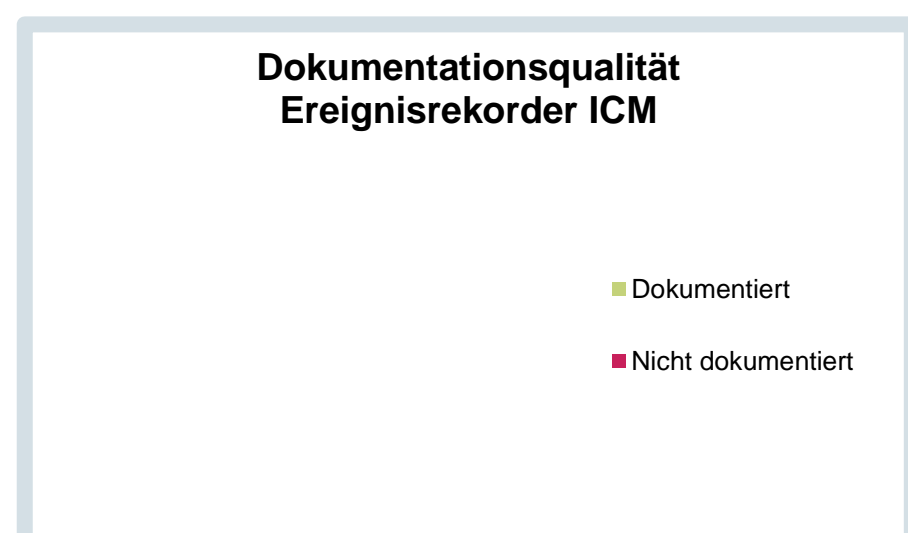 Dokumentationsqualität
Ereignisrekorder ICM
Dokumentiert
Nicht dokumentiert